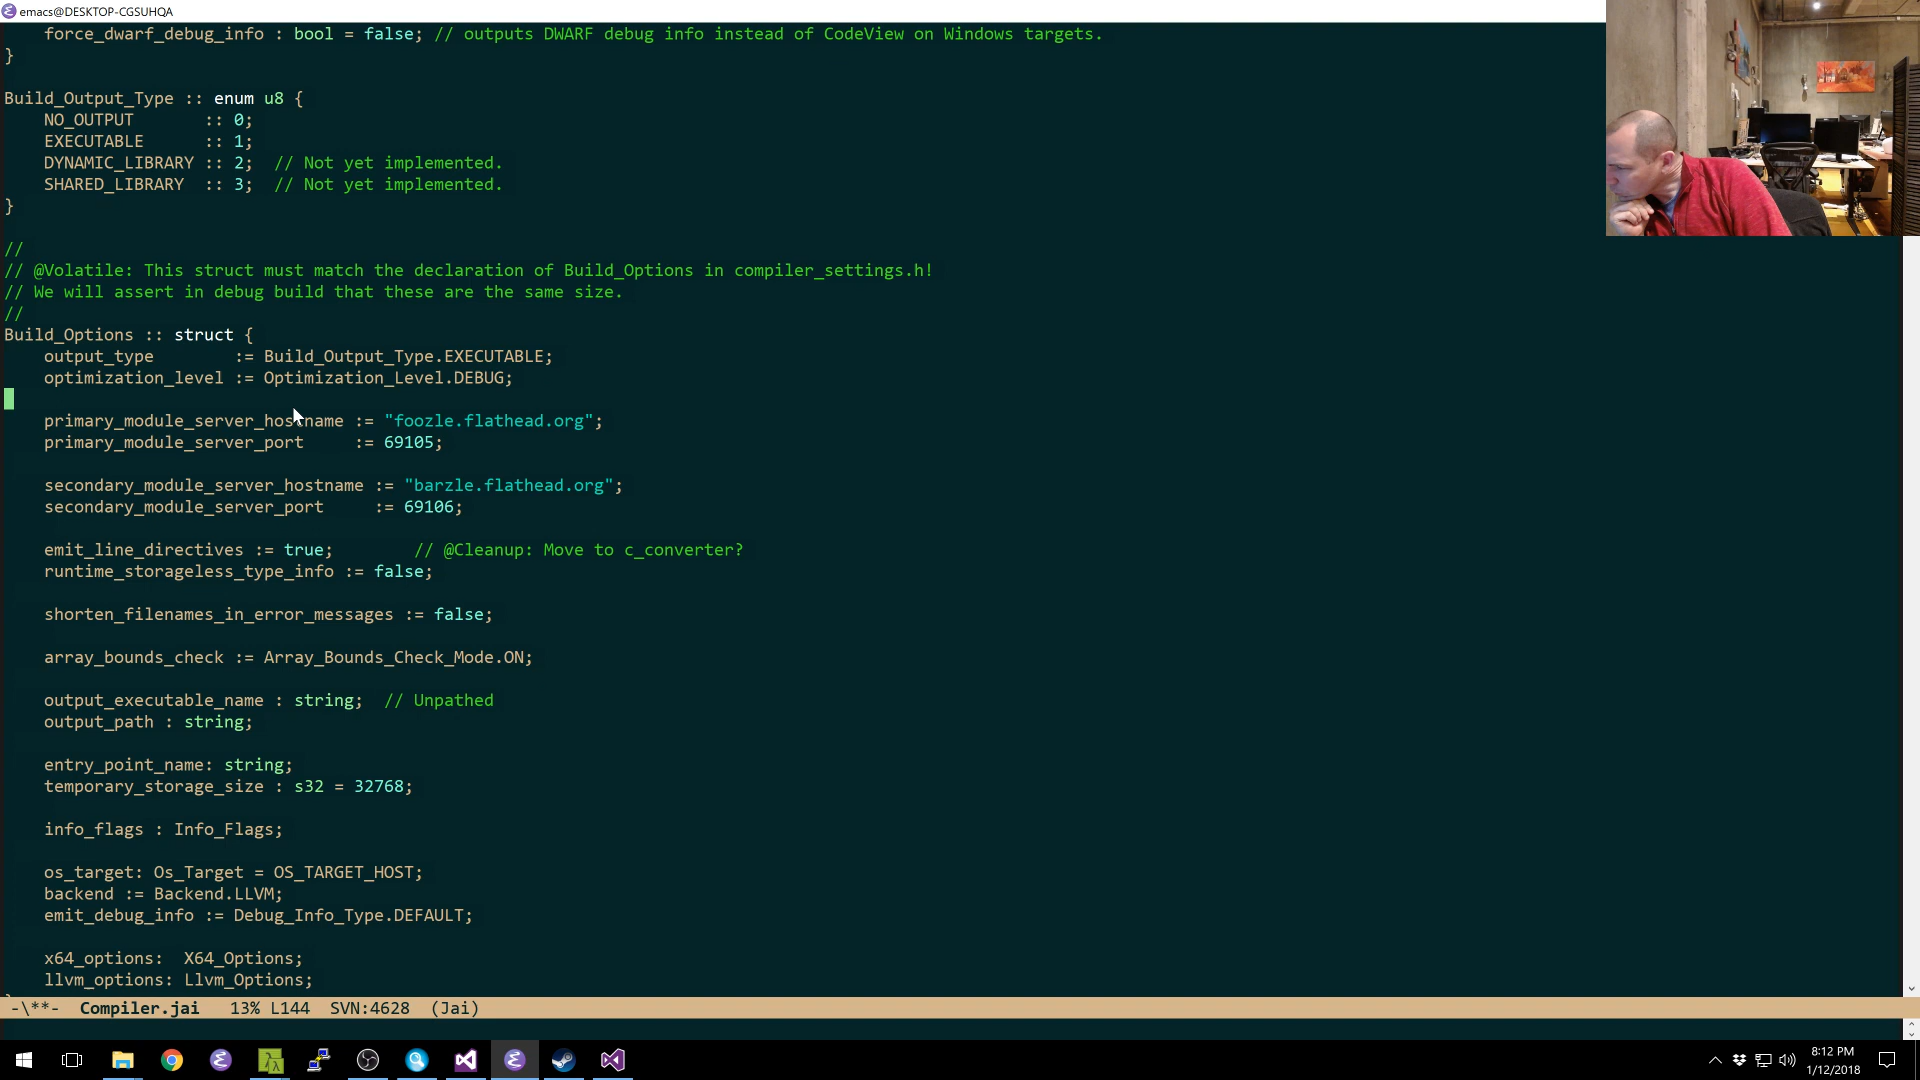 emacs@DESKTOP-CGSUHQA
    force_dwarf_debug_info : bool = false; // outputs DWARF debug info instead of CodeView on Windows targets.
}
Build_Output_Type :: enum u8 {
    NO_OUTPUT       :: 0;
    EXECUTABLE      :: 1;
    DYNAMIC_LIBRARY :: 2;  // Not yet implemented.
    SHARED_LIBRARY  :: 3;  // Not yet implemented.
}
//
// @Volatile: This struct must match the declaration of Build_Options in compiler_settings.h!
// We will assert in debug build that these are the same size.
//
Build_Options :: struct {
    output_type        := Build_Output_Type.EXECUTABLE;
    optimization_level := Optimization_Level.DEBUG;
    primary_module_server_hostname := "foozle.flathead.org";
    primary_module_server_port     := 69105;
    secondary_module_server_hostname := "barzle.flathead.org";
    secondary_module_server_port     := 69106;
    emit_line_directives := true;        // @Cleanup: Move to c_converter?
    runtime_storageless_type_info := false;
    shorten_filenames_in_error_messages := false;
    array_bounds_check := Array_Bounds_Check_Mode.ON;
    output_executable_name : string;  // Unpathed
    output_path : string;
    entry_point_name: string;
    temporary_storage_size : s32 = 32768;
    info_flags : Info_Flags;
    os_target: Os_Target = OS_TARGET_HOST;
    backend := Backend.LLVM;
    emit_debug_info := Debug_Info_Type.DEFAULT;
    x64_options:  X64_Options;
    llvm_options: Llvm_Options;
-\**-  Compiler.jai   13% L144  SVN:4628  (Jai)
8:12 PM
1/12/2018